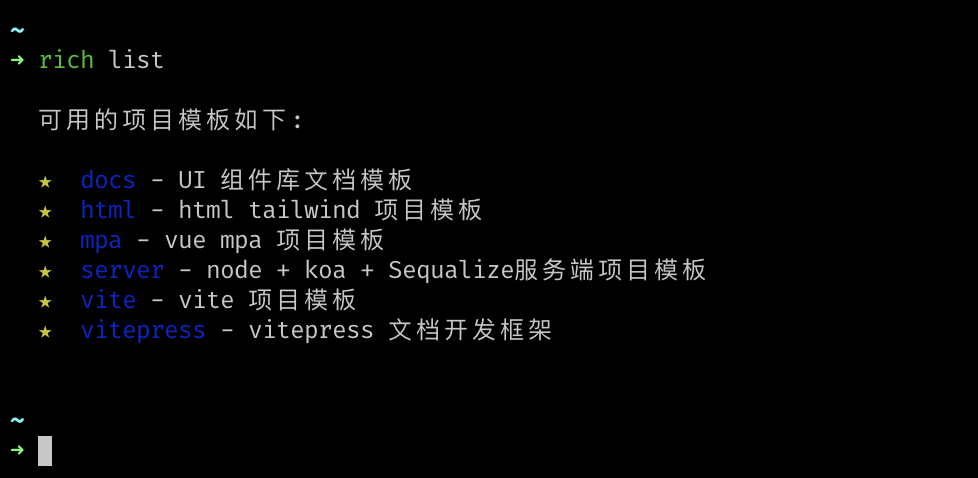 ~
→ rich list
可用的项目模板如下：
★ docs - UI 组件库文档模板
★ html - html tailwind 项目模板
★ mpa - vue mpa 项目模板
★ server - node + koa + Sequalize服务端项目模板
★ vite - vite 项目模板
★ vitepress - vitepress 文档开发框架
~
→